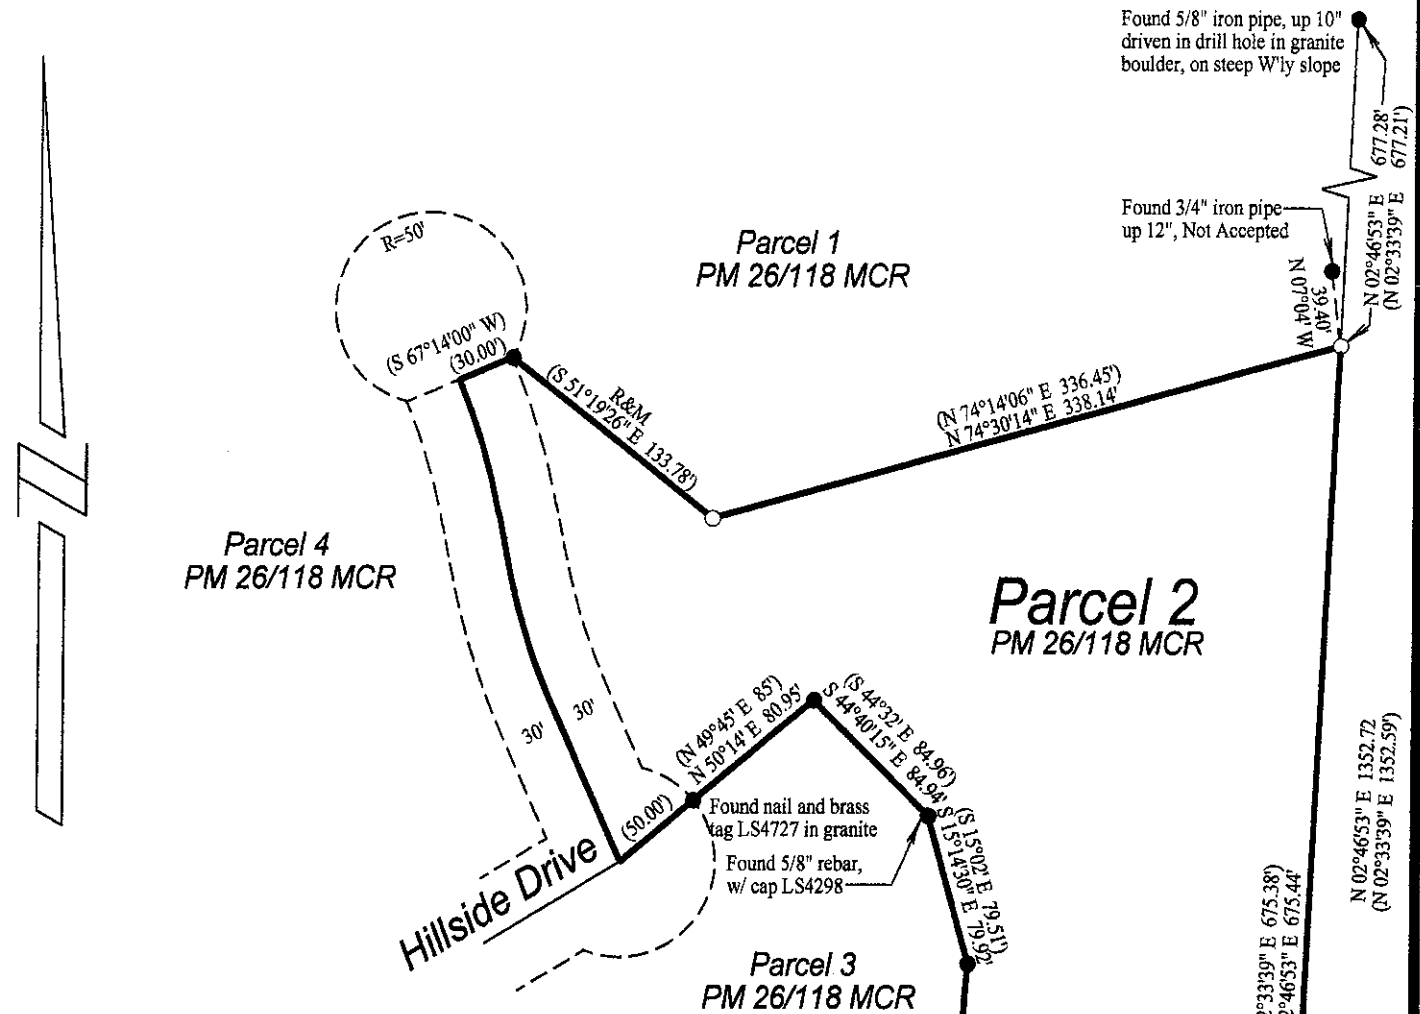 Found 5/8" iron pipe, up 10"
driven in drill hole in granite
boulder, on steep W'ly slope
N 02°46'53" E 677.28'
(N 02°33'39" E 677.21')
Found 3/4" iron pipe
up 12", Not Accepted
39.40'
N 07°04' W
R=50'
Parcel 1
PM 26/118 MCR
(S 67°14'00" W)
(30.00')
R&M
(S 51°19'26" E 133.78')
(N 74°14'06" E 336.45')
N 74°30'14" E 338.14'
N
Parcel 4
PM 26/118 MCR
Parcel 2
PM 26/118 MCR
30'
30'
(N 49°45' E 85')
N 50°14' E 80.95'
(S 44°32' E 84.96')
S 44°40'15" E 84.94'
(50.00')
Found nail and brass
tag LS4727 in granite
Found 5/8" rebar,
w/ cap LS4298
(S 15°02' E 79.51')
S 15°14'30" E 79.92'
Hillside Drive
Parcel 3
PM 26/118 MCR
N 02°46'53" E 1352.72
(N 02°33'39" E 1352.59')
2°33'39" E 675.38')
2°46'53" E 675.44'